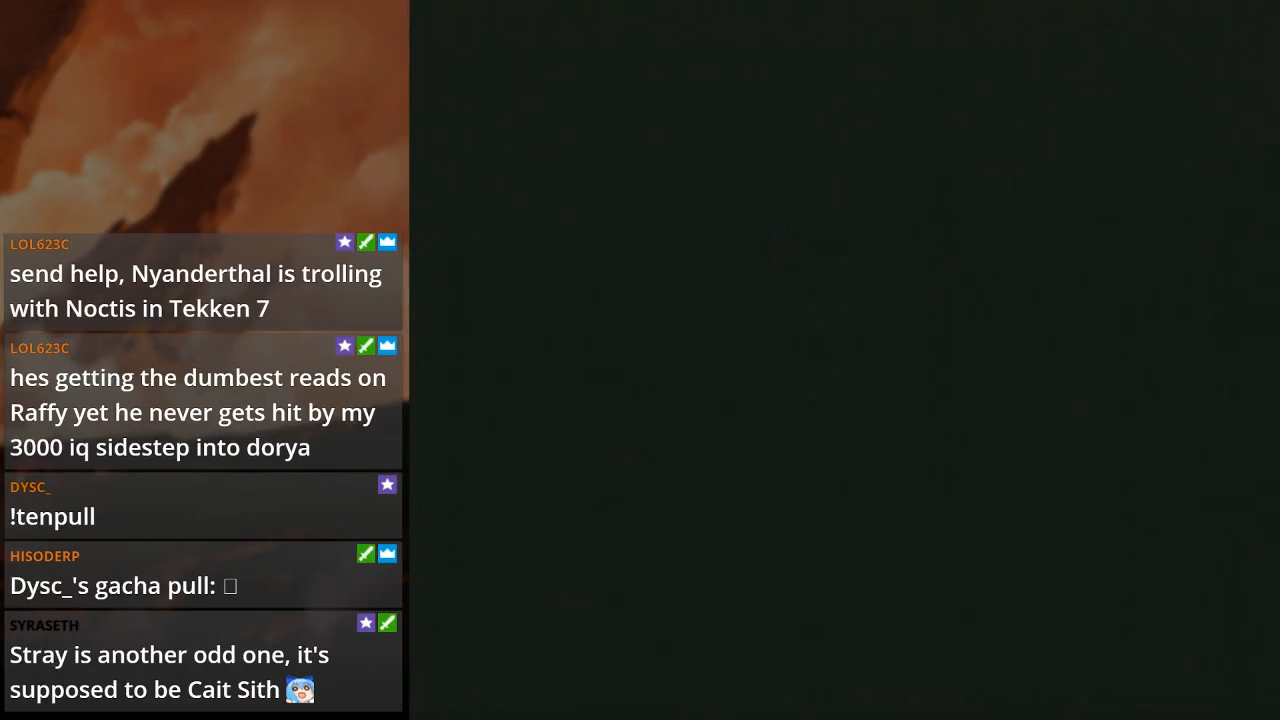 LOL623C
send help, Nyanderthal is trolling
with Noctis in Tekken 7
LOL623C
hes getting the dumbest reads on
Raffy yet he never gets hit by my
3000 iq sidestep into dorya
DYSC_
!tenpull
HISODERP
Dysc_'s gacha pull: 
SYRASETH
Stray is another odd one, it's
supposed to be Cait Sith